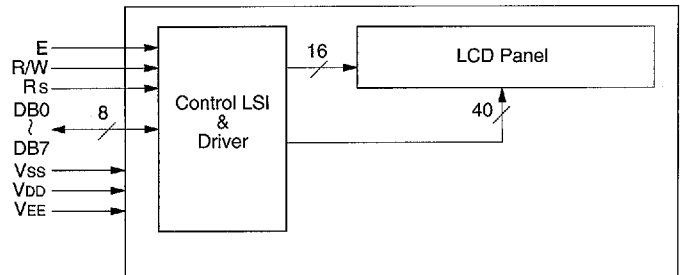 E
R/W
Rs
DB0
~
DB7
8
VSS
VDD
VEE
Control LSI
&
Driver
16
LCD Panel
40